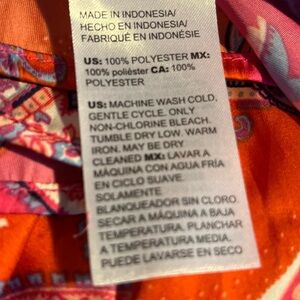 MADE IN INDONESIA/
HECHO EN INDONESIA/
FABRIQUÉ EN INDONÉSIE
US: 100% POLYESTER MX:
100% poliéster CA: 100%
POLYESTER
US: MACHINE WASH COLD,
GENTLE CYCLE. ONLY
NON-CHLORINE BLEACH.
TUMBLE DRY LOW. WARM
IRON. MAY BE DRY
CLEANED MX: LAVAR A
MÁQUINA CON AGUA FRÍA
EN CICLO SUAVE.
SOLAMENTE
BLANQUEADOR SIN CLORO.
SECAR A MÁQUINA A BAJA
TEMPERATURA. PLANCHAR
A TEMPERATURA MEDIA.
PUEDE LAVARSE EN SECO